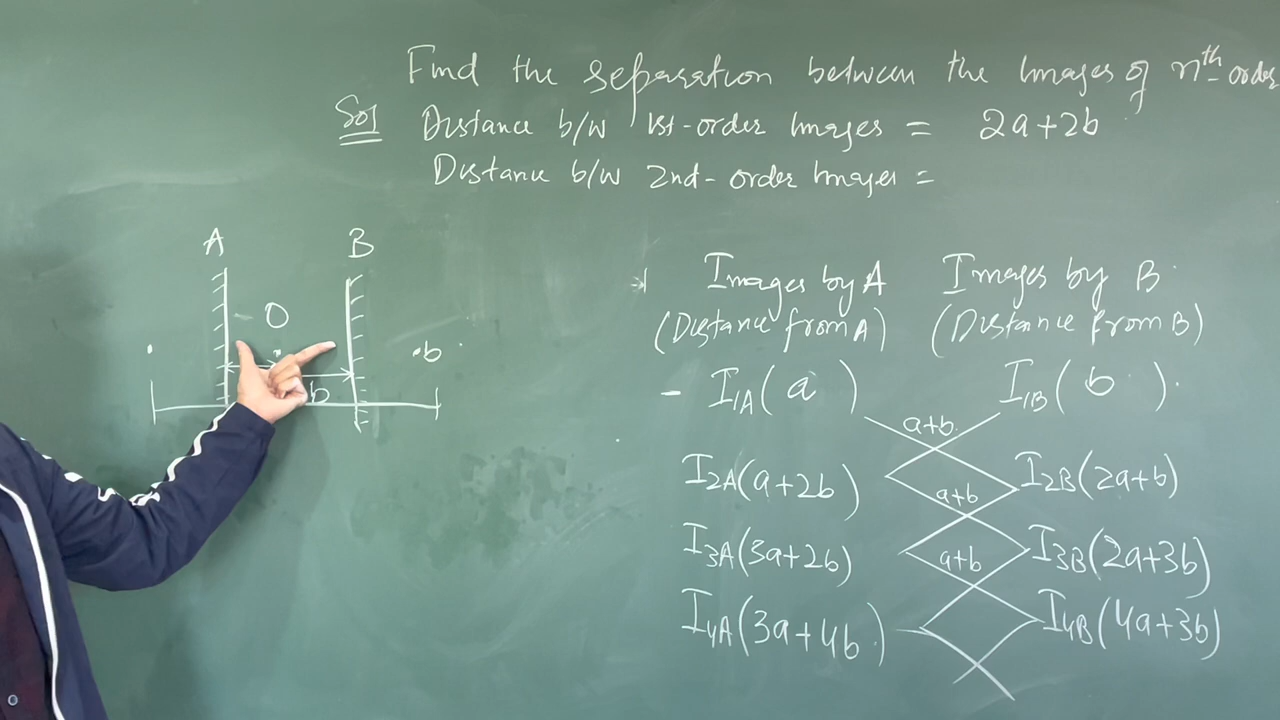 Find the separation between the Images of nth order
Sol Distance b/w 1st-order Images = 2a+2b
Distance b/w 2nd-order Images =
A B
O
.b
b
Images by A Images by B
(Distance from A) (Distance from B)
- I1A(a) I1B(b)
a+b
I2A(a+2b) I2B(2a+b)
a+b
I3A(3a+2b) I3B(2a+3b)
a+b
I4A(3a+4b) I4B(4a+3b)